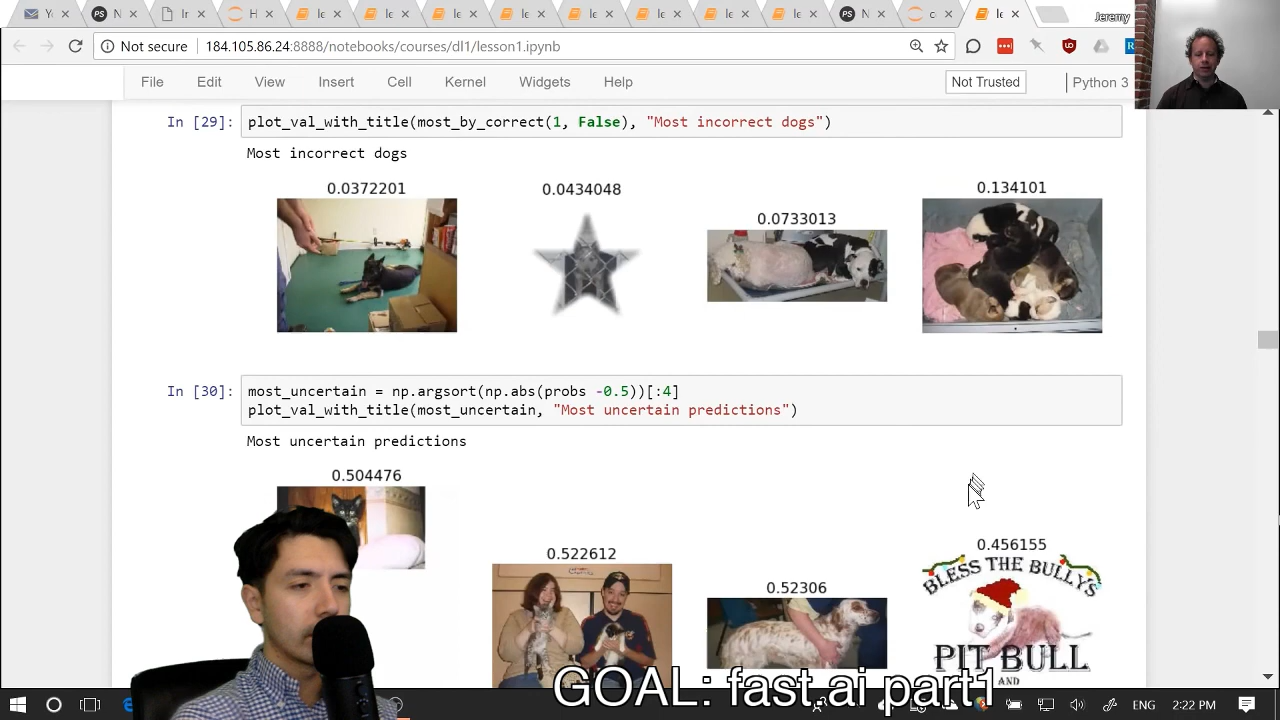 Jeremy
Not secure
184.105.86.24:8888/notebooks/courses/dl1/lesson1.ipynb
File Edit View Insert Cell Kernel Widgets Help
Not Trusted
Python 3
In [29]:
plot_val_with_title(most_by_correct(1, False), "Most incorrect dogs")
Most incorrect dogs
0.0372201
0.0434048
0.0733013
0.134101
In [30]:
most_uncertain = np.argsort(np.abs(probs -0.5))[:4]
plot_val_with_title(most_uncertain, "Most uncertain predictions")
Most uncertain predictions
0.504476
0.522612
0.52306
0.456155
BLESS THE BULLYS
PIT BULL
AND
GOAL: fast.ai part1
ENG
2:22 PM